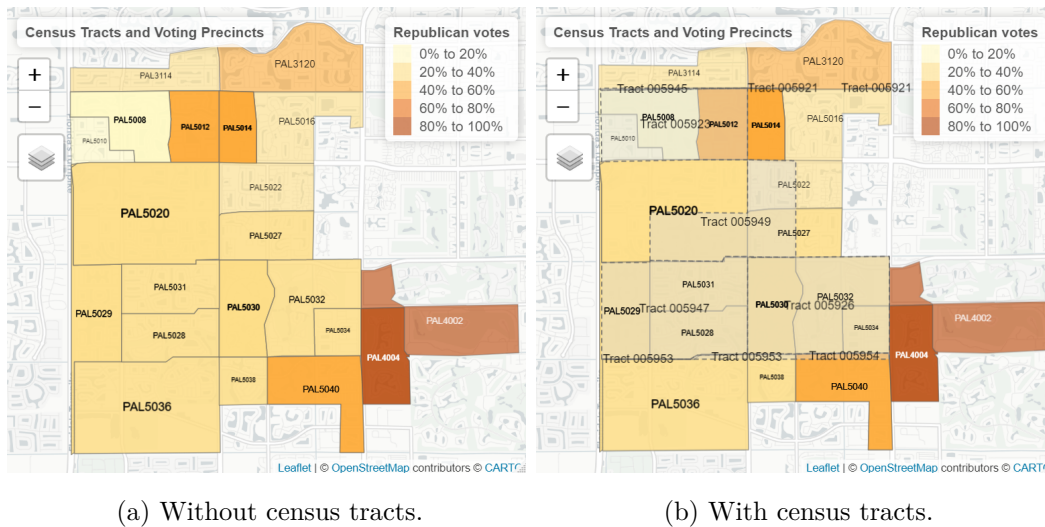 Census Tracts and Voting Precincts
Republican votes
0% to 20%
20% to 40%
40% to 60%
60% to 80%
80% to 100%
+
−
PAL3120
PAL3114
PAL5008
PAL5012
PAL5014
PAL5016
PAL5010
PAL5022
PAL5020
PAL5027
PAL5031
PAL5032
PAL5029
PAL5030
PAL5028
PAL5034
PAL4002
PAL4004
PAL5038
PAL5040
PAL5036
Leaflet | © OpenStreetMap contributors © CARTO
Census Tracts and Voting Precincts
Republican votes
0% to 20%
20% to 40%
40% to 60%
60% to 80%
80% to 100%
+
−
PAL3120
PAL3114
Tract 005945
Tract 005921
Tract 005921
PAL5008
Tract 005923
PAL5012
PAL5014
PAL5016
PAL5010
PAL5022
PAL5020
Tract 005949
PAL5027
PAL5031
PAL5032
PAL5029
Tract 005947
PAL5030
Tract 005926
PAL5028
PAL5034
PAL4002
Tract 005953
Tract 005953
Tract 005954
PAL4004
PAL5038
PAL5040
PAL5036
Leaflet | © OpenStreetMap contributors © CARTO
(a) Without census tracts.
(b) With census tracts.